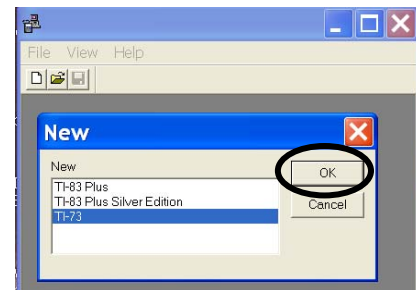 File View Help
New
New
TI-83 Plus
TI-83 Plus Silver Edition
TI-73
OK
Cancel